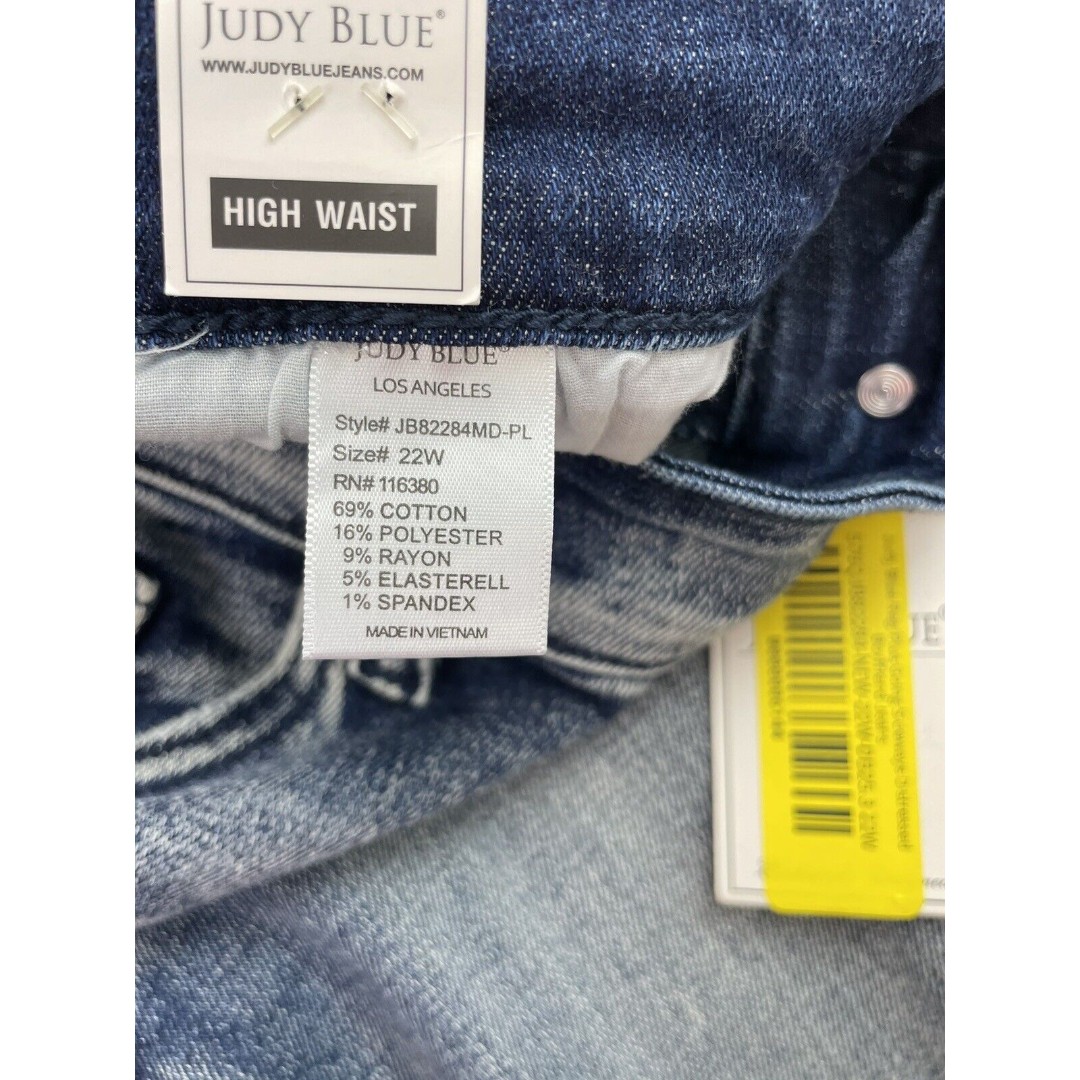 JUDY BLUE®
WWW.JUDYBLUEJEANS.COM
HIGH WAIST
JUDY BLUE®
LOS ANGELES
Style# JB82284MD-PL
Size# 22W
RN# 116380
69% COTTON
16% POLYESTER
9% RAYON
5% ELASTERELL
1% SPANDEX
MADE IN VIETNAM
22W